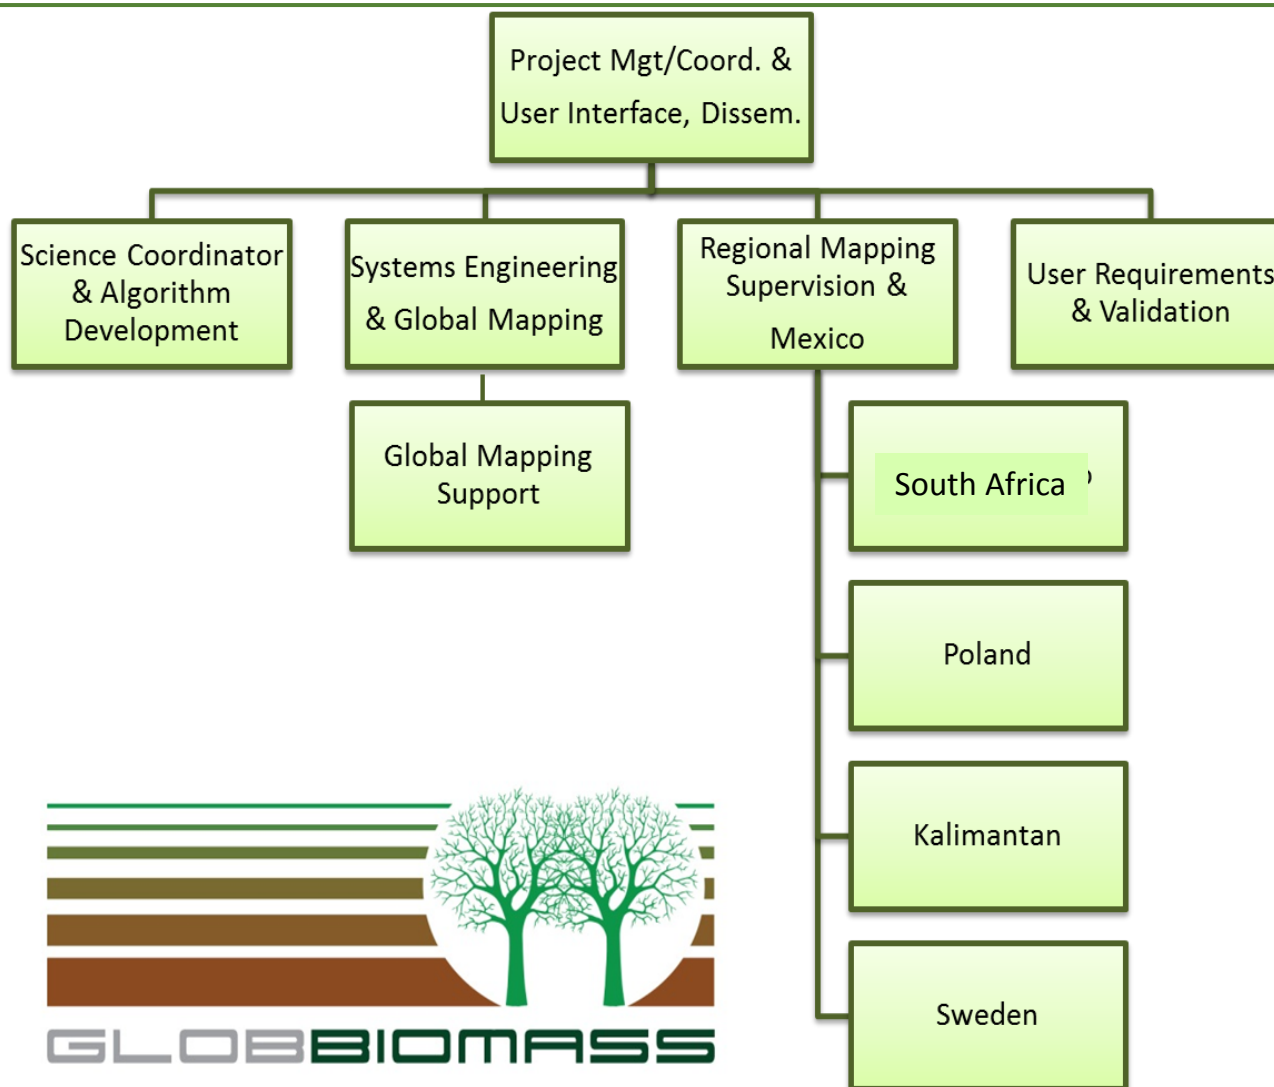 Project Mgt/Coord. &
User Interface, Dissem.
Science Coordinator
& Algorithm
Development
Systems Engineering
& Global Mapping
Regional Mapping
Supervision &
Mexico
User Requirements
& Validation
Global Mapping
Support
South Africa
Poland
Kalimantan
Sweden
GLOBBIOMASS